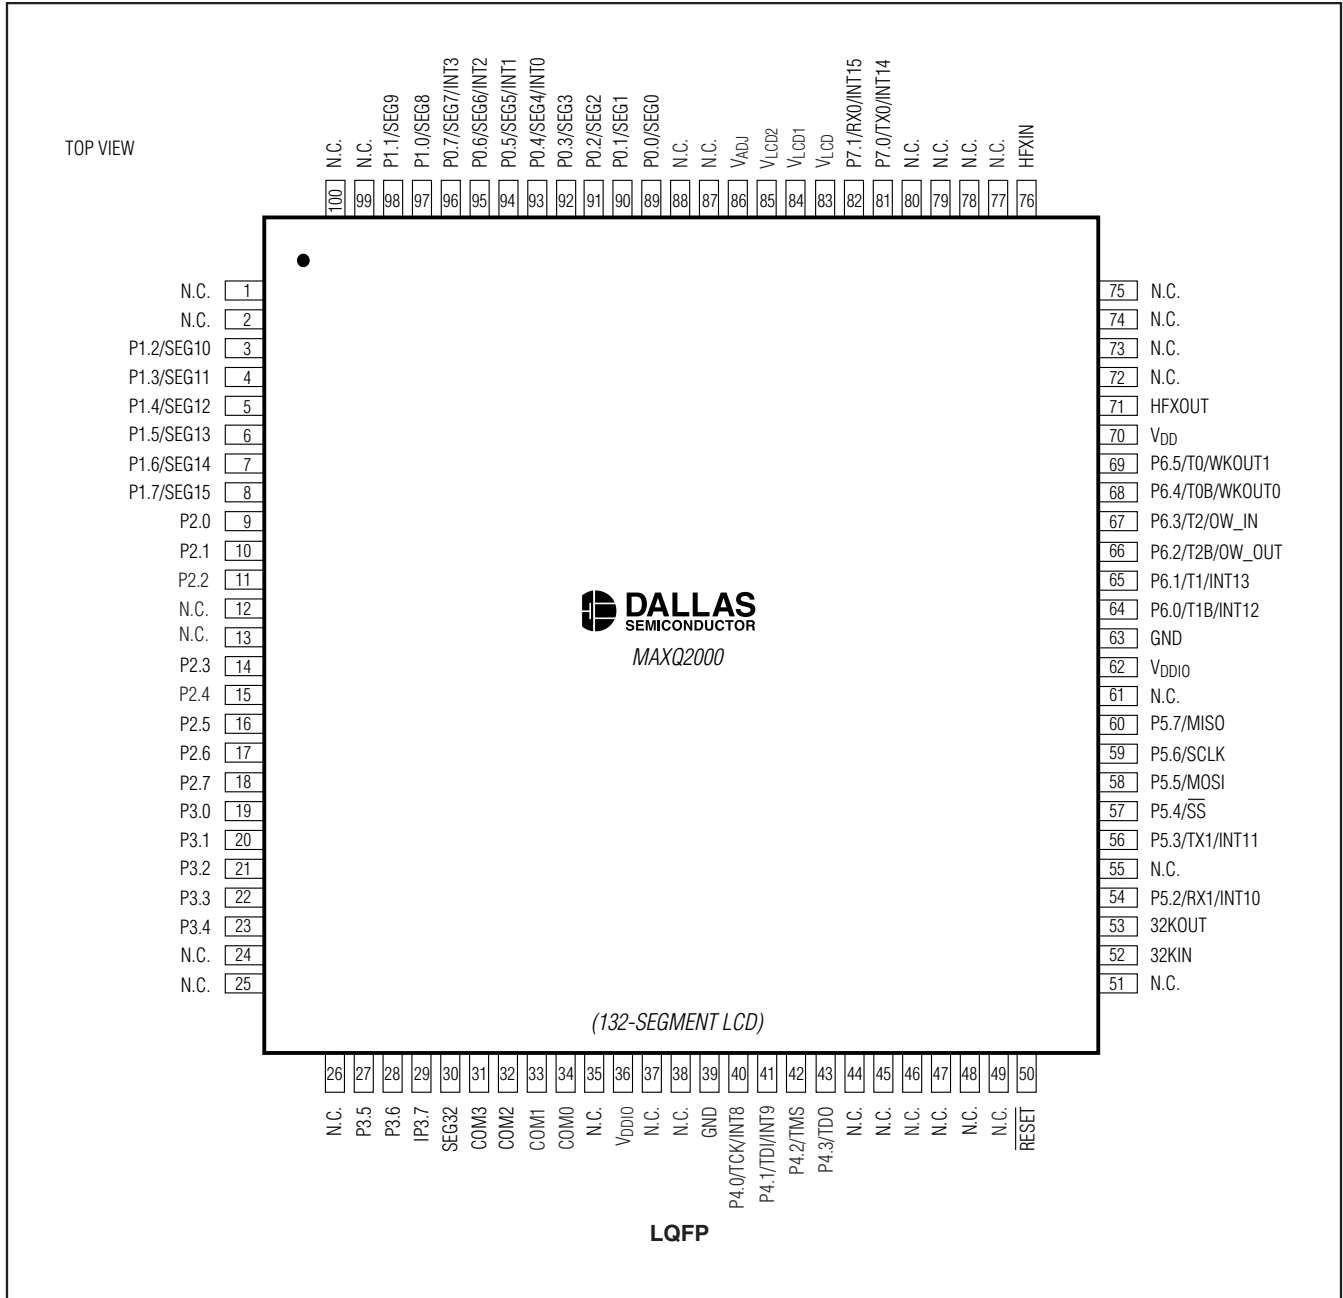 TOP VIEW
N.C.
N.C.
P1.1/SEG9
P1.0/SEG8
P0.7/SEG7/INT3
P0.6/SEG6/INT2
P0.5/SEG5/INT1
P0.4/SEG4/INT0
P0.3/SEG3
P0.2/SEG2
P0.1/SEG1
P0.0/SEG0
N.C.
N.C.
VADJ
VLCD2
VLCD1
VLCD
P7.1/RX0/INT15
P7.0/TX0/INT14
N.C.
N.C.
N.C.
N.C.
HFXIN
100 99 98 97 96 95 94 93 92 91 90 89 88 87 86 85 84 83 82 81 80 79 78 77 76
N.C. 1
N.C. 2
P1.2/SEG10 3
P1.3/SEG11 4
P1.4/SEG12 5
P1.5/SEG13 6
P1.6/SEG14 7
P1.7/SEG15 8
P2.0 9
P2.1 10
P2.2 11
N.C. 12
N.C. 13
P2.3 14
P2.4 15
P2.5 16
P2.6 17
P2.7 18
P3.0 19
P3.1 20
P3.2 21
P3.3 22
P3.4 23
N.C. 24
N.C. 25
DALLAS
SEMICONDUCTOR
MAXQ2000
(132-SEGMENT LCD)
75 N.C.
74 N.C.
73 N.C.
72 N.C.
71 HFXOUT
70 VDD
69 P6.5/T0/WKOUT1
68 P6.4/T0B/WKOUT0
67 P6.3/T2/OW_IN
66 P6.2/T2B/OW_OUT
65 P6.1/T1/INT13
64 P6.0/T1B/INT12
63 GND
62 VDDIO
61 N.C.
60 P5.7/MISO
59 P5.6/SCLK
58 P5.5/MOSI
57 P5.4/S̅S̅
56 P5.3/TX1/INT11
55 N.C.
54 P5.2/RX1/INT10
53 32KOUT
52 32KIN
51 N.C.
26 27 28 29 30 31 32 33 34 35 36 37 38 39 40 41 42 43 44 45 46 47 48 49 50
N.C.
P3.5
P3.6
IP3.7
SEG32
COM3
COM2
COM1
COM0
N.C.
VDDIO
N.C.
N.C.
GND
P4.0/TCK/INT8
P4.1/TDI/INT9
P4.2/TMS
P4.3/TDO
N.C.
N.C.
N.C.
N.C.
N.C.
N.C.
R̅E̅S̅E̅T̅
LQFP